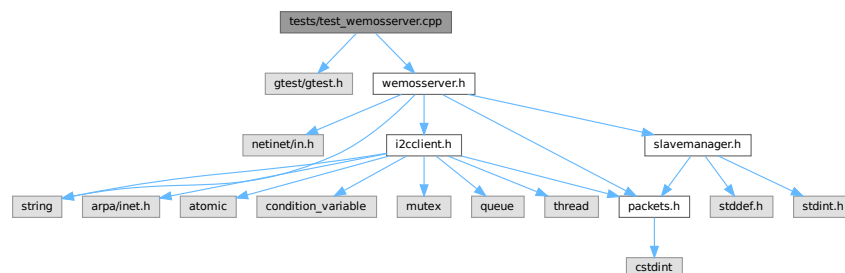 tests/test_wemosserver.cpp
gtest/gtest.h
wemosserver.h
netinet/in.h
i2cclient.h
slavemanager.h
string
arpa/inet.h
atomic
condition_variable
mutex
queue
thread
packets.h
stddef.h
stdint.h
cstdint